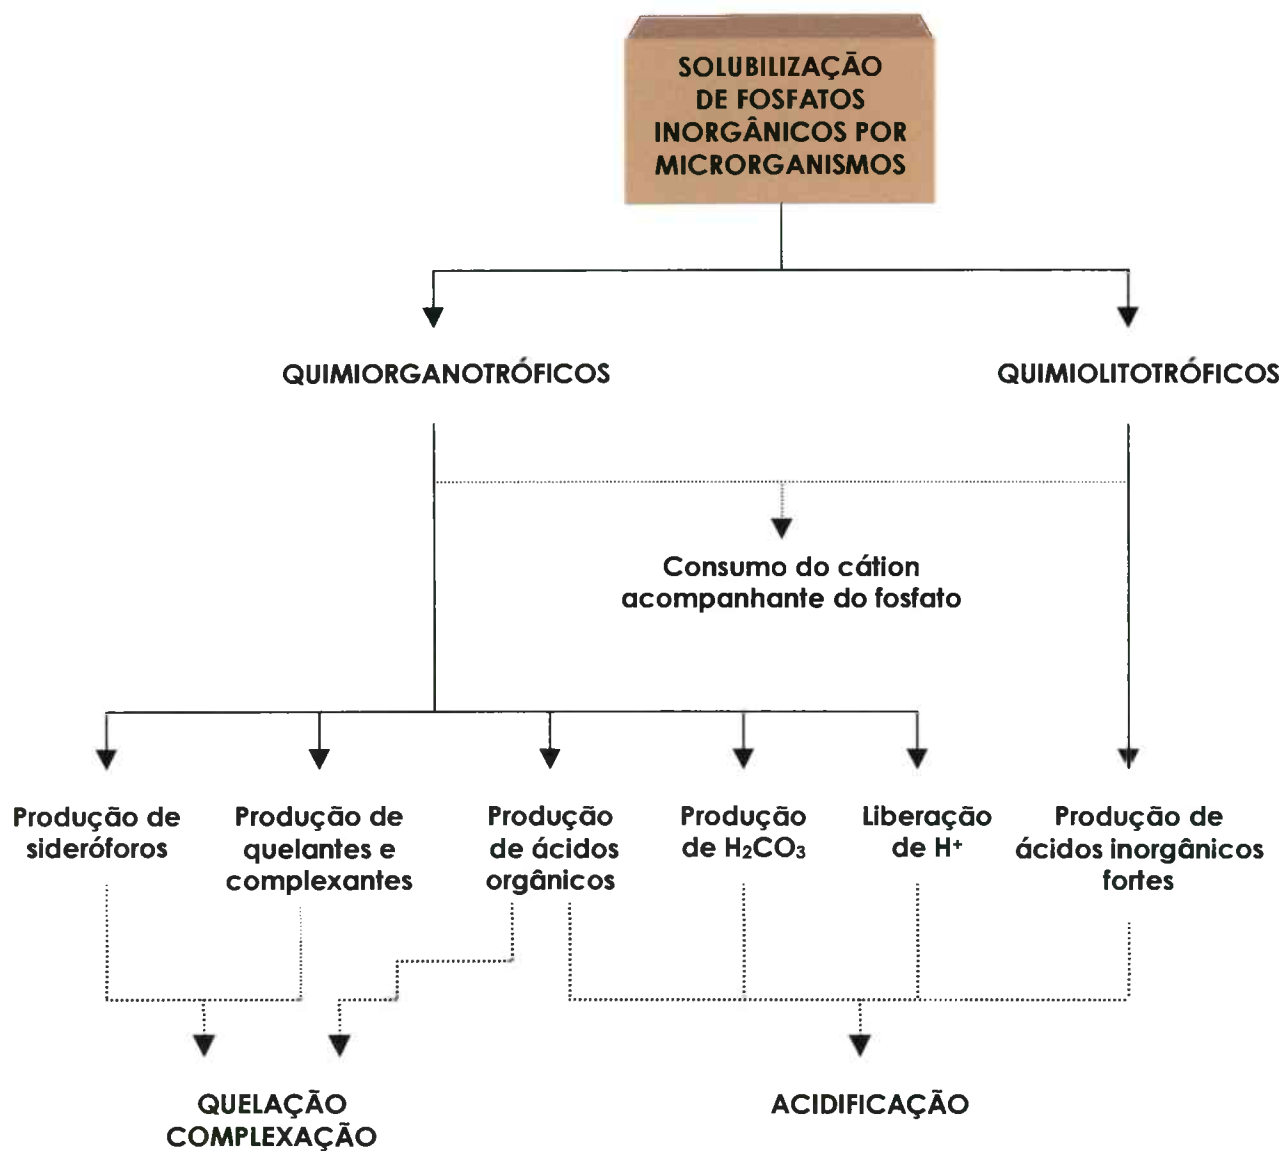 SOLUBILIZAÇÃO
DE FOSFATOS
INORGÂNICOS POR
MICRORGANISMOS
QUIMIORGANOTRÓFICOS
QUIMIOLITOTRÓFICOS
Consumo do cátion
acompanhante do fosfato
Produção de
sideróforos
Produção de
quelantes e
complexantes
Produção
de ácidos
orgânicos
Produção
de H₂CO₃
Liberação
de H⁺
Produção de
ácidos inorgânicos
fortes
QUELAÇÃO
COMPLEXAÇÃO
ACIDIFICAÇÃO